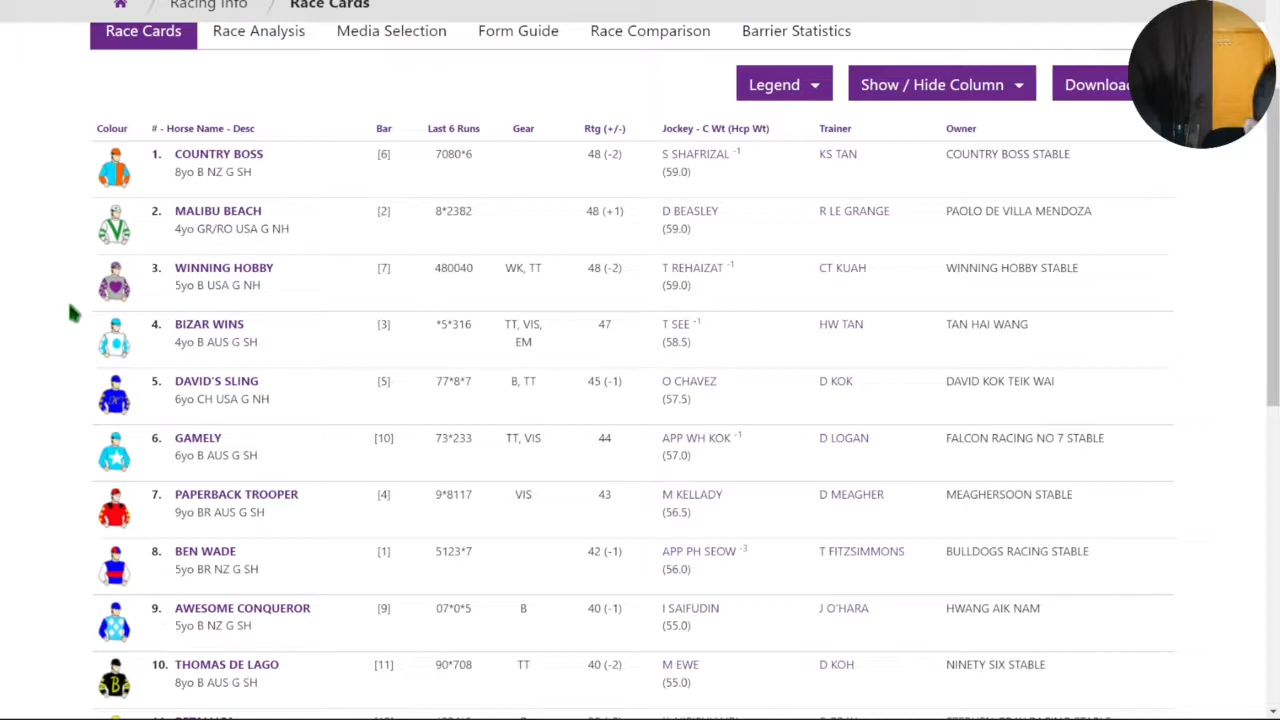 Racing Info / Race Cards
Race Cards Race Analysis Media Selection Form Guide Race Comparison Barrier Statistics
Legend Show / Hide Column Download
Colour # - Horse Name - Desc Bar Last 6 Runs Gear Rtg (+/-) Jockey - C Wt (Hcp Wt) Trainer Owner
1. COUNTRY BOSS [6] 7080*6 48 (-2) S SHAFRIZAL -1 KS TAN COUNTRY BOSS STABLE
8yo B NZ G SH (59.0)
2. MALIBU BEACH [2] 8*2382 48 (+1) D BEASLEY R LE GRANGE PAOLO DE VILLA MENDOZA
4yo GR/RO USA G NH (59.0)
3. WINNING HOBBY [7] 480040 WK, TT 48 (-2) T REHAIZAT -1 CT KUAH WINNING HOBBY STABLE
5yo B USA G NH (59.0)
4. BIZAR WINS [3] *5*316 TT, VIS, 47 T SEE -1 HW TAN TAN HAI WANG
4yo B AUS G SH EM (58.5)
5. DAVID'S SLING [5] 77*8*7 B, TT 45 (-1) O CHAVEZ D KOK DAVID KOK TEIK WAI
6yo CH USA G NH (57.5)
6. GAMELY [10] 73*233 TT, VIS 44 APP WH KOK -1 D LOGAN FALCON RACING NO 7 STABLE
6yo B AUS G SH (57.0)
7. PAPERBACK TROOPER [4] 9*8117 VIS 43 M KELLADY D MEAGHER MEAGHERSOON STABLE
9yo BR AUS G SH (56.5)
8. BEN WADE [1] 5123*7 42 (-1) APP PH SEOW -3 T FITZSIMMONS BULLDOGS RACING STABLE
5yo BR NZ G SH (56.0)
9. AWESOME CONQUEROR [9] 07*0*5 B 40 (-1) I SAIFUDIN J O'HARA HWANG AIK NAM
5yo B NZ G SH (55.0)
10. THOMAS DE LAGO [11] 90*708 TT 40 (-2) M EWE D KOH NINETY SIX STABLE
8yo B AUS G SH (55.0)